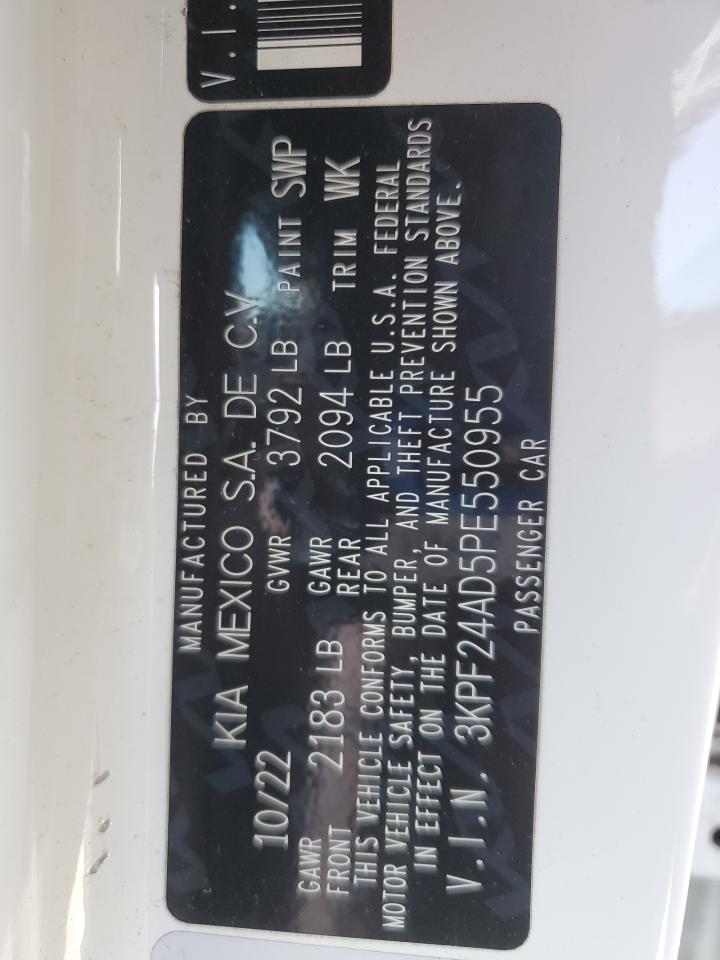 MANUFACTURED BY
KIA MEXICO S.A. DE C.V
10/22 GVWR 3792 LB PAINT SWP
GAWR FRONT 2183 LB GAWR REAR 2094 LB TRIM WK
THIS VEHICLE CONFORMS TO ALL APPLICABLE U.S.A. FEDERAL
MOTOR VEHICLE SAFETY, BUMPER, AND THEFT PREVENTION STANDARDS
IN EFFECT ON THE DATE OF MANUFACTURE SHOWN ABOVE.
V.I.N. 3KPF24AD5PE550955
PASSENGER CAR
V.I.